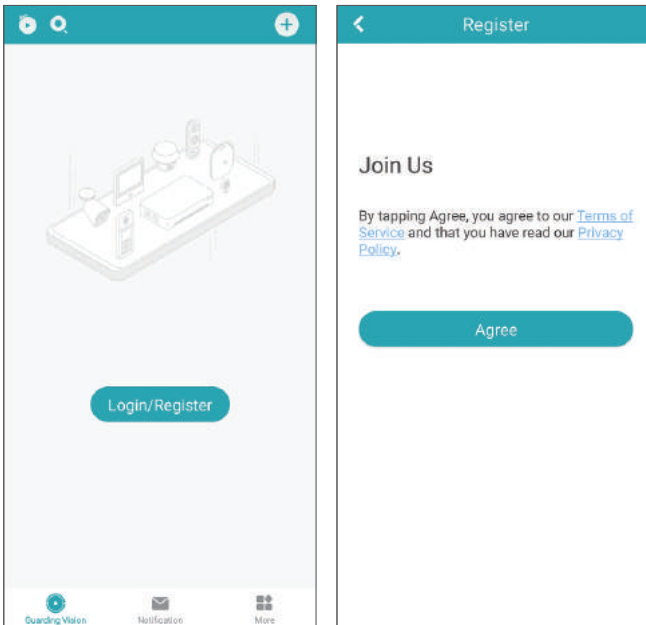 Login/Register
Guarding Vision
Notification
More
Register
Join Us
By tapping Agree, you agree to our Terms of
Service and that you have read our Privacy
Policy.
Agree